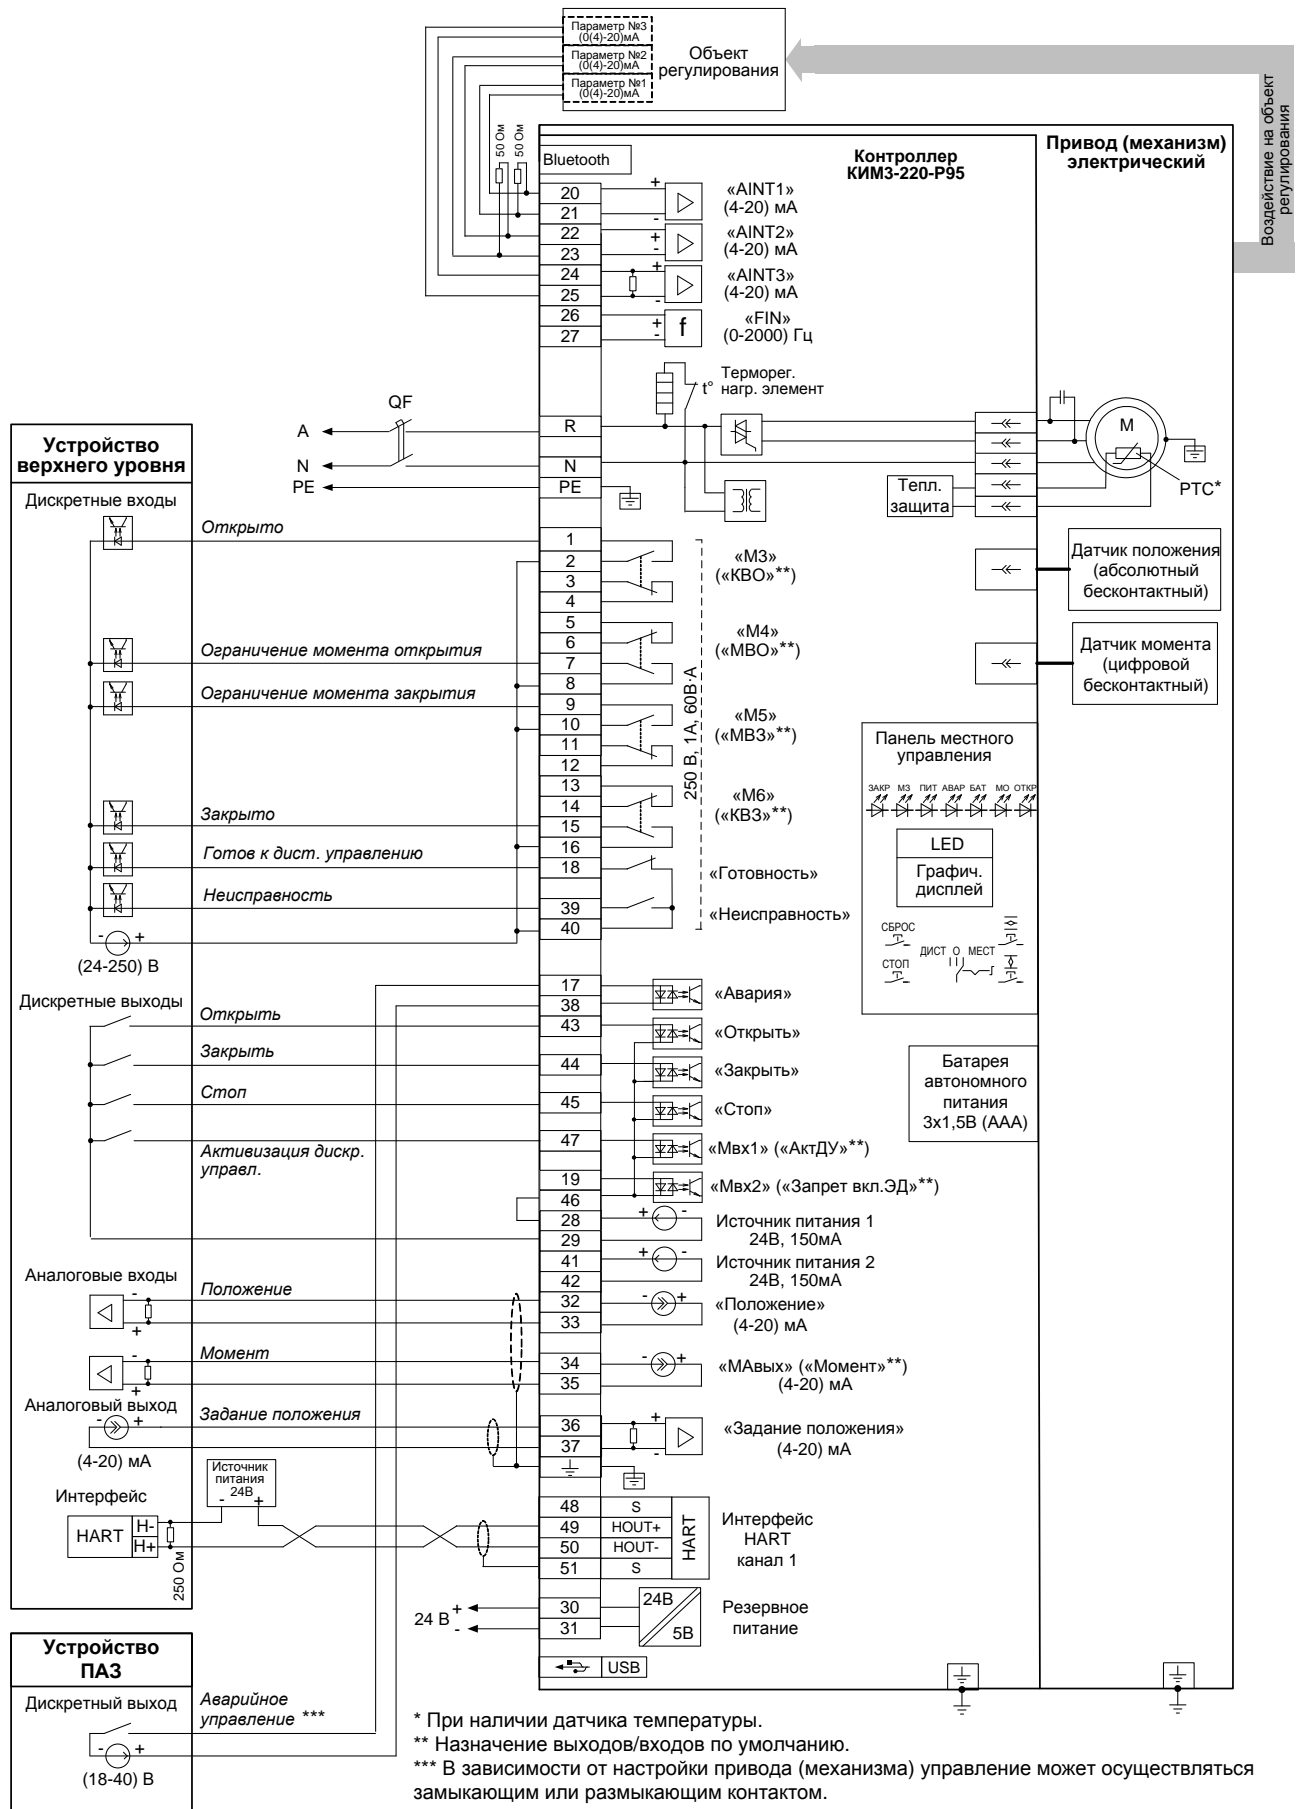 Параметр №3
(0(4)-20)мА
Параметр №2
(0(4)-20)мА
Параметр №1
(0(4)-20)мА
Объект
регулирования
Воздействие на объект
регулирования
50 Ом
50 Ом
Bluetooth
Контроллер
КИМ3-220-Р95
Привод (механизм)
электрический
20
21
22
23
24
25
26
27
+
-
«AINT1»
(4-20) мА
+
-
«AINT2»
(4-20) мА
+
-
«AINT3»
(4-20) мА
+
-
f
«FIN»
(0-2000) Гц
t°
Терморег.
нагр. элемент
QF
A
N
PE
R
N
PE
M
PTC*
Тепл.
защита
Устройство
верхнего уровня
Дискретные входы
Открыто
Ограничение момента открытия
Ограничение момента закрытия
Закрыто
Готов к дист. управлению
Неисправность
- +
(24-250) В
1
2
3
4
5
6
7
8
9
10
11
12
13
14
15
16
18
39
40
«М3»
(«КВО»**)
«М4»
(«МВО»**)
«М5»
(«МВЗ»**)
«М6»
(«КВЗ»**)
«Готовность»
«Неисправность»
250 В, 1А, 60В·А
Датчик положения
(абсолютный
бесконтактный)
Датчик момента
(цифровой
бесконтактный)
Панель местного
управления
ЗАКР МЗ ПИТ АВАР БАТ МО ОТКР
LED
Графич.
дисплей
СБРОС
СТОП
ДИСТ О МЕСТ
Батарея
автономного
питания
3х1,5В (ААА)
Дискретные выходы
Открыть
Закрыть
Стоп
Активизация дискр.
управл.
17
38
43
44
45
47
19
46
28
29
41
42
32
33
34
35
36
37
«Авария»
«Открыть»
«Закрыть»
«Стоп»
«Мвх1» («АктДУ»**)
«Мвх2» («Запрет вкл.ЭД»**)
+ -
Источник питания 1
24В, 150мА
+ -
Источник питания 2
24В, 150мА
- +
«Положение»
(4-20) мА
- +
«МАвых» («Момент»**)
(4-20) мА
+
-
«Задание положения»
(4-20) мА
Аналоговые входы
-
+
Положение
-
+
Момент
Аналоговый выход
- +
Задание положения
(4-20) мА
Источник
питания
24В
- +
Интерфейс
HART
H-
H+
250 Ом
48
49
50
51
S
HOUT+
HOUT-
S
HART
Интерфейс
HART
канал 1
24 В
+
-
30
31
24В
5В
Резервное
питание
USB
Устройство
ПАЗ
Дискретный выход
Аварийное
управление ***
- +
(18-40) В
* При наличии датчика температуры.
** Назначение выходов/входов по умолчанию.
*** В зависимости от настройки привода (механизма) управление может осуществляться
замыкающим или размыкающим контактом.